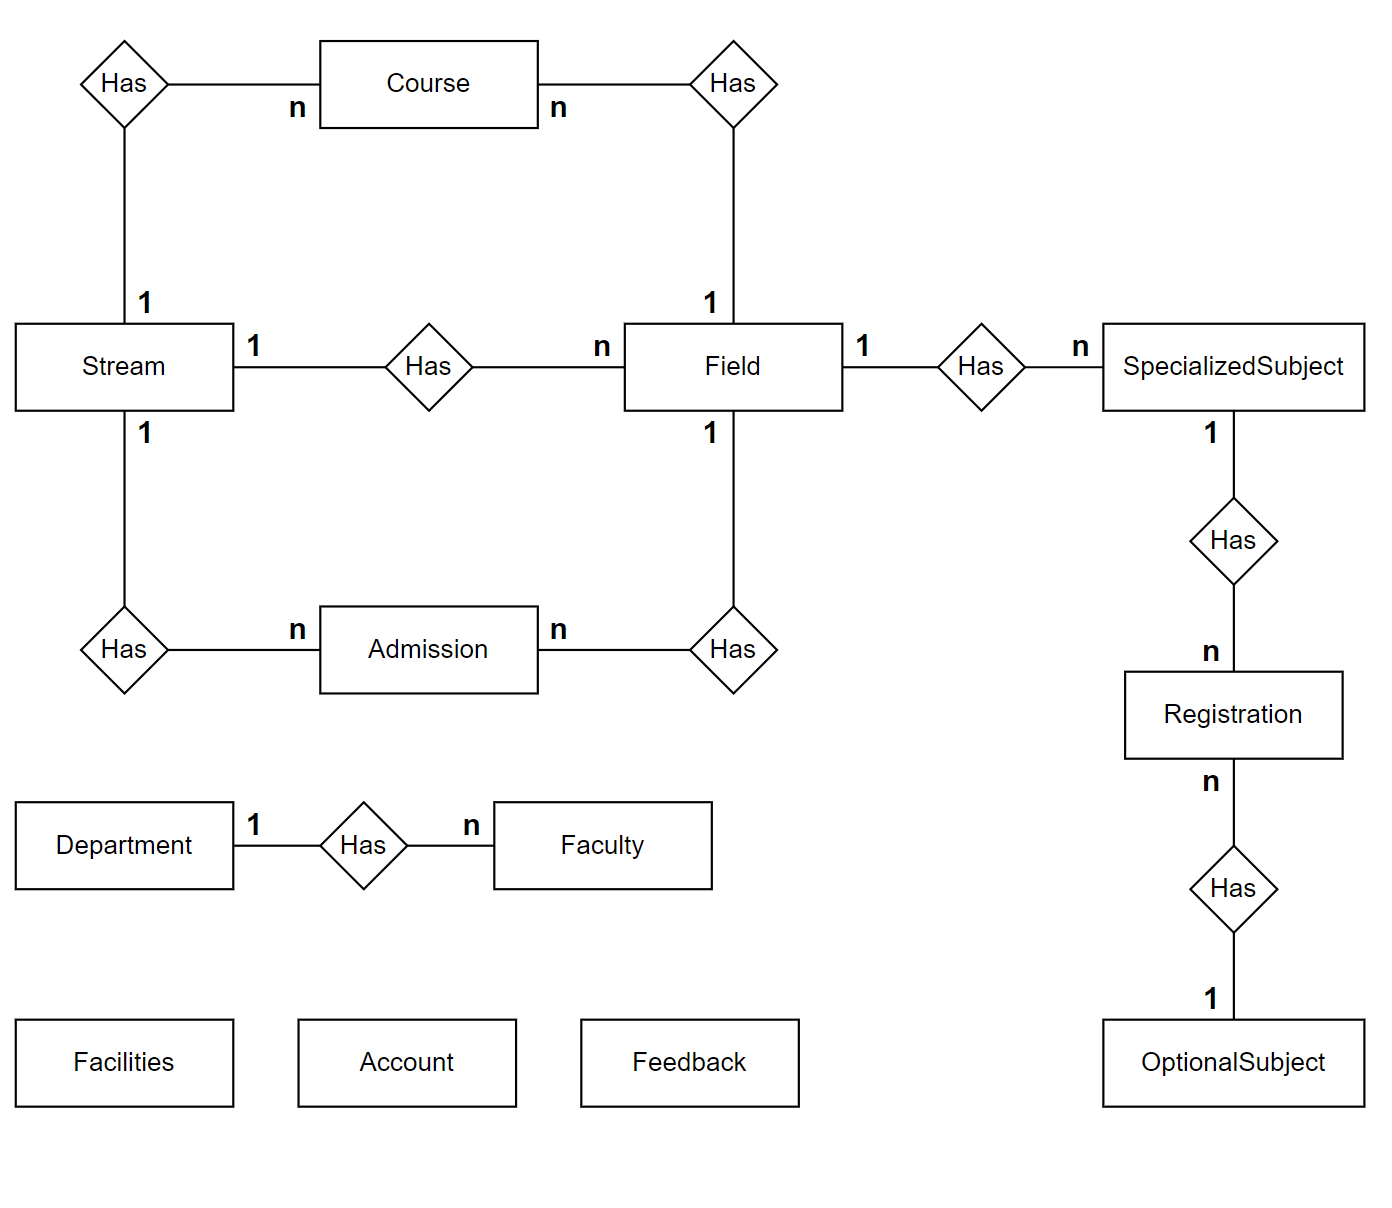 Has
n
Course
n
Has
1
1
Stream
1
Has
n
Field
1
Has
n
SpecializedSubject
1
1
1
Has
Has
n
Admission
n
Has
n
Registration
n
Department
1
Has
n
Faculty
Has
1
Facilities
Account
Feedback
OptionalSubject